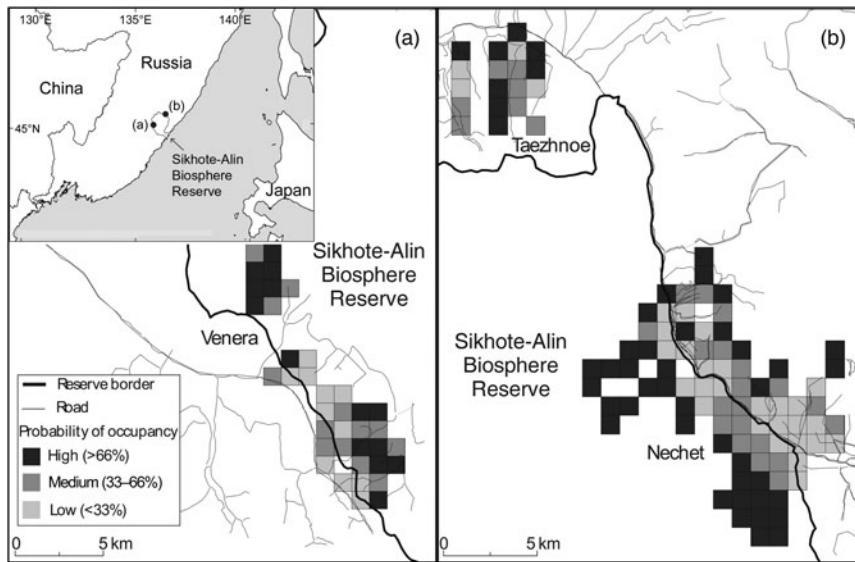 130°E
135°E
140°E
(a)
(b)
Russia
China
(b)
(a)
45°N
Sikhote-Alin
Biosphere
Reserve
Japan
Taezhnoe
Sikhote-Alin
Biosphere
Reserve
Venera
Sikhote-Alin
Biosphere
Reserve
Nechet
Reserve border
Road
Probability of occupancy
High (>66%)
Medium (33–66%)
Low (<33%)
0 5 km
0 5 km